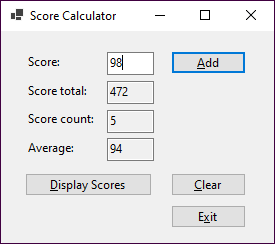 Score Calculator
Score: 98 Add
Score total: 472
Score count: 5
Average: 94
Display Scores Clear
Exit